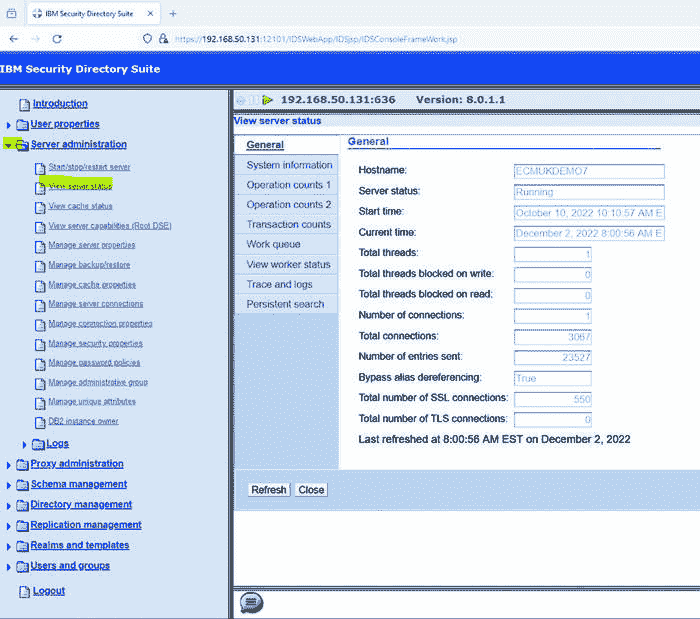 IBM Security Directory Suite
https://192.168.50.131:12101/IDSWebApp/IDSjsp/IDSConsoleFrameWork.jsp
IBM Security Directory Suite
Introduction
User properties
Server administration
Start/stop/restart server
View server status
View cache status
View server capabilities (Root DSE)
Manage server properties
Manage backup/restore
Manage cache properties
Manage server connections
Manage connection properties
Manage security properties
Manage password policies
Manage administrative group
Manage unique attributes
DB2 instance owner
Logs
Proxy administration
Schema management
Directory management
Replication management
Realms and templates
Users and groups
Logout
192.168.50.131:636 Version: 8.0.1.1
View server status
General
System information
Operation counts 1
Operation counts 2
Transaction counts
Work queue
View worker status
Trace and logs
Persistent search
General
Hostname: ECMUKDEMO7
Server status: Running
Start time: October 10, 2022 10:10:57 AM E
Current time: December 2, 2022 8:00:56 AM E
Total threads: 1
Total threads blocked on write: 0
Total threads blocked on read: 0
Number of connections: 1
Total connections: 3067
Number of entries sent: 23527
Bypass alias dereferencing: True
Total number of SSL connections: 550
Total number of TLS connections: 0
Last refreshed at 8:00:56 AM EST on December 2, 2022
Refresh Close